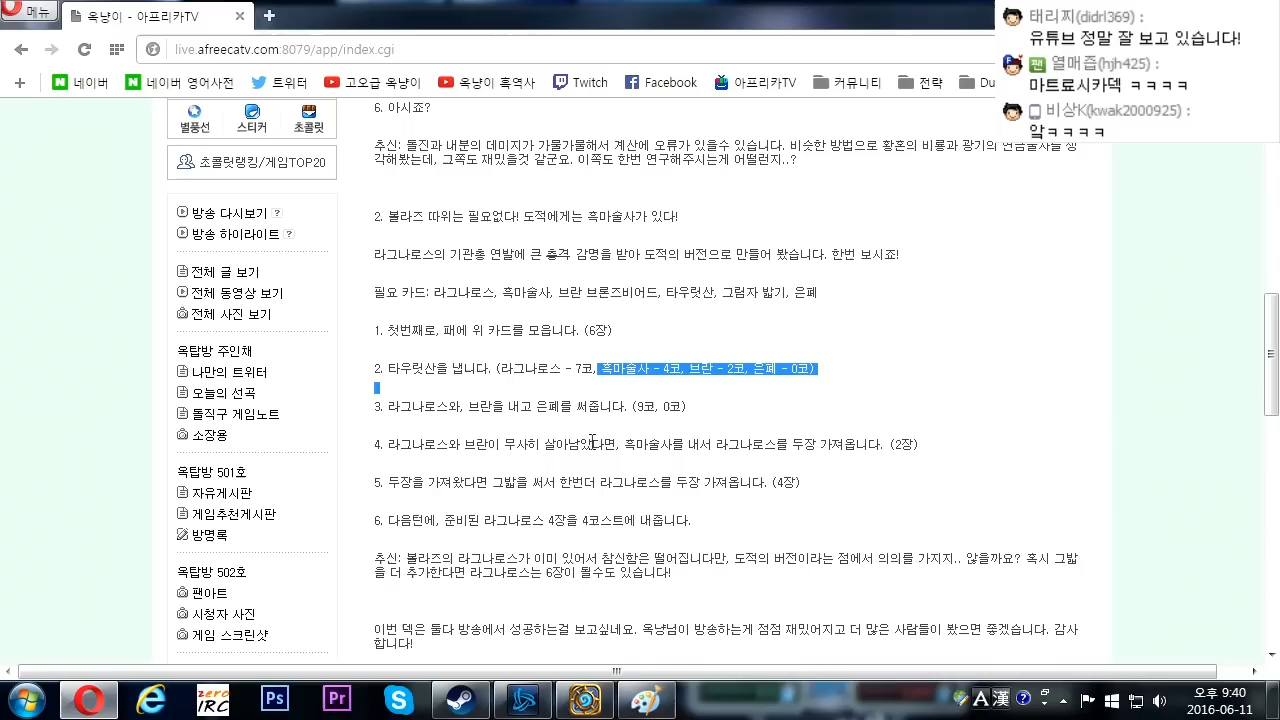 메뉴
옥냥이 - 아프리카TV
live.afreecatv.com:8079/app/index.cgi
네이버
네이버 영어사전
트위터
고오급 옥냥이
옥냥이 흑역사
Twitch
Facebook
아프리카TV
커뮤니티
전략
Du
태리찌(didrl369) :
유튜브 정말 잘 보고 있습니다!
팬 열매즙(hjh425) :
마트료시카덱 ㅋㅋㅋㅋ
비상K(kwak2000925) :
앜ㅋㅋㅋㅋ
별풍선
스티커
초콜릿
초콜릿랭킹/게임TOP20
방송 다시보기 ?
방송 하이라이트 ?
전체 글 보기
전체 동영상 보기
전체 사진 보기
옥탑방 주인채
나만의 트위터
오늘의 선곡
돌직구 게임노트
소장용
옥탑방 501호
자유게시판
게임추천게시판
방명록
옥탑방 502호
팬아트
시청자 사진
게임 스크린샷
6. 아시죠?
추신: 돌진과 내분의 데미지가 가물가물해서 계산에 오류가 있을수 있습니다. 비슷한 방법으로 황혼의 비룡과 광기의 연금술사를 생
각해봤는데, 그쪽도 재밌을것 같군요. 이쪽도 한번 연구해주시는게 어떨런지..?
2. 볼라즈 따위는 필요없다! 도적에게는 흑마술사가 있다!
라그나로스의 기관총 연발에 큰 충격 감명을 받아 도적의 버전으로 만들어 봤습니다. 한번 보시죠!
필요 카드: 라그나로스, 흑마술사, 브란 브론즈비어드, 타우릿산, 그림자 밟기, 은폐
1. 첫번째로, 패에 위 카드를 모읍니다. (6장)
2. 타우릿산을 냅니다. (라그나로스 - 7코, 흑마술사 - 4코, 브란 - 2코, 은폐 - 0코)
3. 라그나로스와, 브란을 내고 은폐를 써줍니다. (9코, 0코)
4. 라그나로스와 브란이 무사히 살아남았다면, 흑마술사를 내서 라그나로스를 두장 가져옵니다. (2장)
5. 두장을 가져왔다면 그밟을 써서 한번더 라그나로스를 두장 가져옵니다. (4장)
6. 다음턴에, 준비된 라그나로스 4장을 4코스트에 내줍니다.
추신: 볼라즈의 라그나로스가 이미 있어서 참신함은 떨어집니다만, 도적의 버전이라는 점에서 의의를 가지지.. 않을까요? 혹시 그밟
을 더 추가한다면 라그나로스는 6장이 될수도 있습니다!
이번 덱은 둘다 방송에서 성공하는걸 보고싶네요. 옥냥님이 방송하는게 점점 재밌어지고 더 많은 사람들이 봤으면 좋겠습니다. 감사
합니다!
zero
IRC
Ps
Pr
A 漢
오후 9:40
2016-06-11